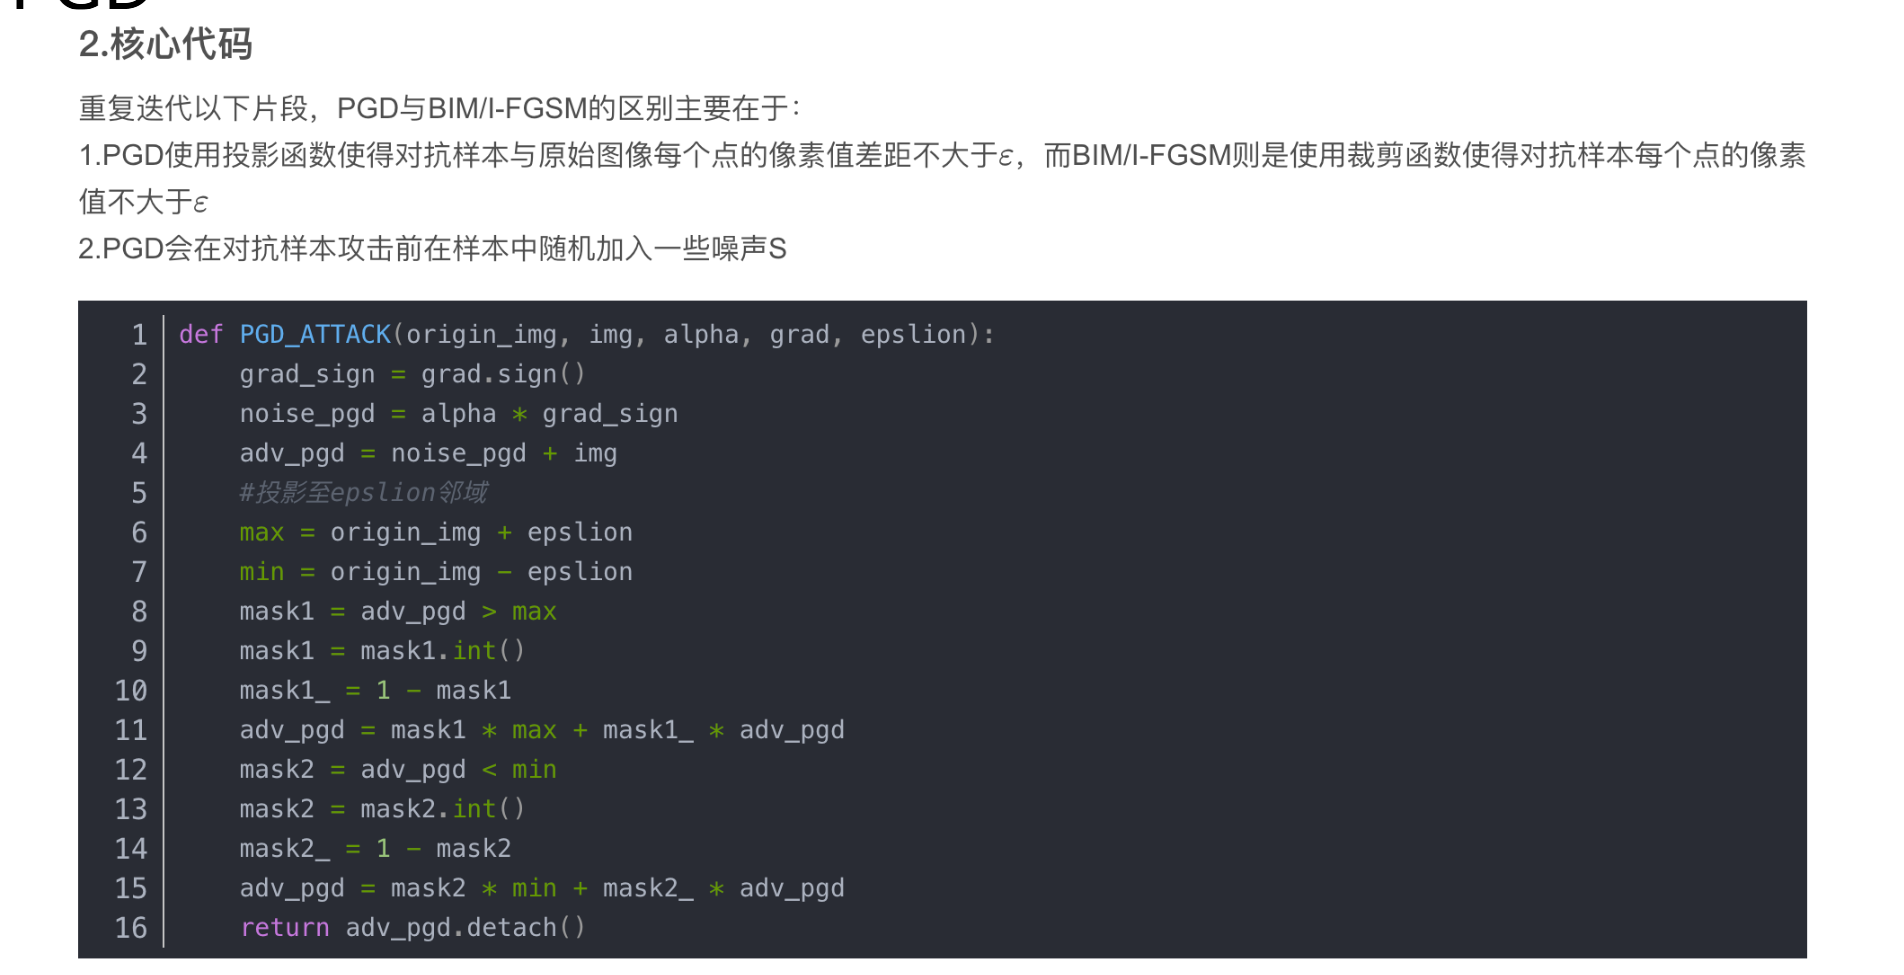 PGD
2.核心代码
重复迭代以下片段，PGD与BIM/I-FGSM的区别主要在于：
1.PGD使用投影函数使得对抗样本与原始图像每个点的像素值差距不大于ε，而BIM/I-FGSM则是使用裁剪函数使得对抗样本每个点的像素
值不大于ε
2.PGD会在对抗样本攻击前在样本中随机加入一些噪声S
1 def PGD_ATTACK(origin_img, img, alpha, grad, epslion):
2     grad_sign = grad.sign()
3     noise_pgd = alpha * grad_sign
4     adv_pgd = noise_pgd + img
5     #投影至epslion邻域
6     max = origin_img + epslion
7     min = origin_img - epslion
8     mask1 = adv_pgd > max
9     mask1 = mask1.int()
10     mask1_ = 1 - mask1
11     adv_pgd = mask1 * max + mask1_ * adv_pgd
12     mask2 = adv_pgd < min
13     mask2 = mask2.int()
14     mask2_ = 1 - mask2
15     adv_pgd = mask2 * min + mask2_ * adv_pgd
16     return adv_pgd.detach()